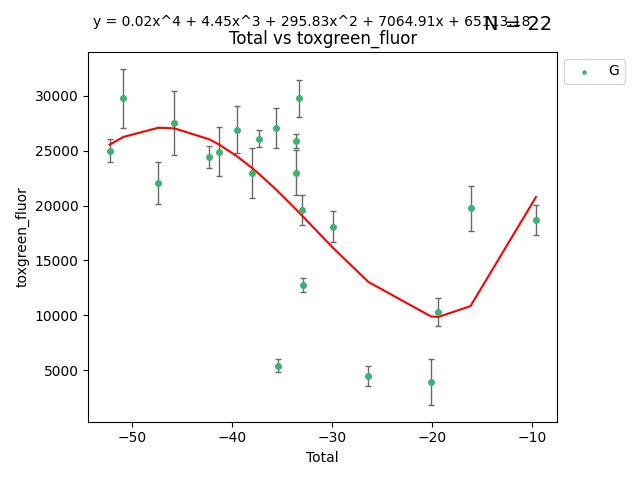 y = 0.02x^4 + 4.45x^3 + 295.83x^2 + 7064.91x +
N = 22
Total vs toxgreen_fluor
G
30000
25000
20000
15000
10000
5000
toxgreen_fluor
−50 −40 −30 −20 −10
Total